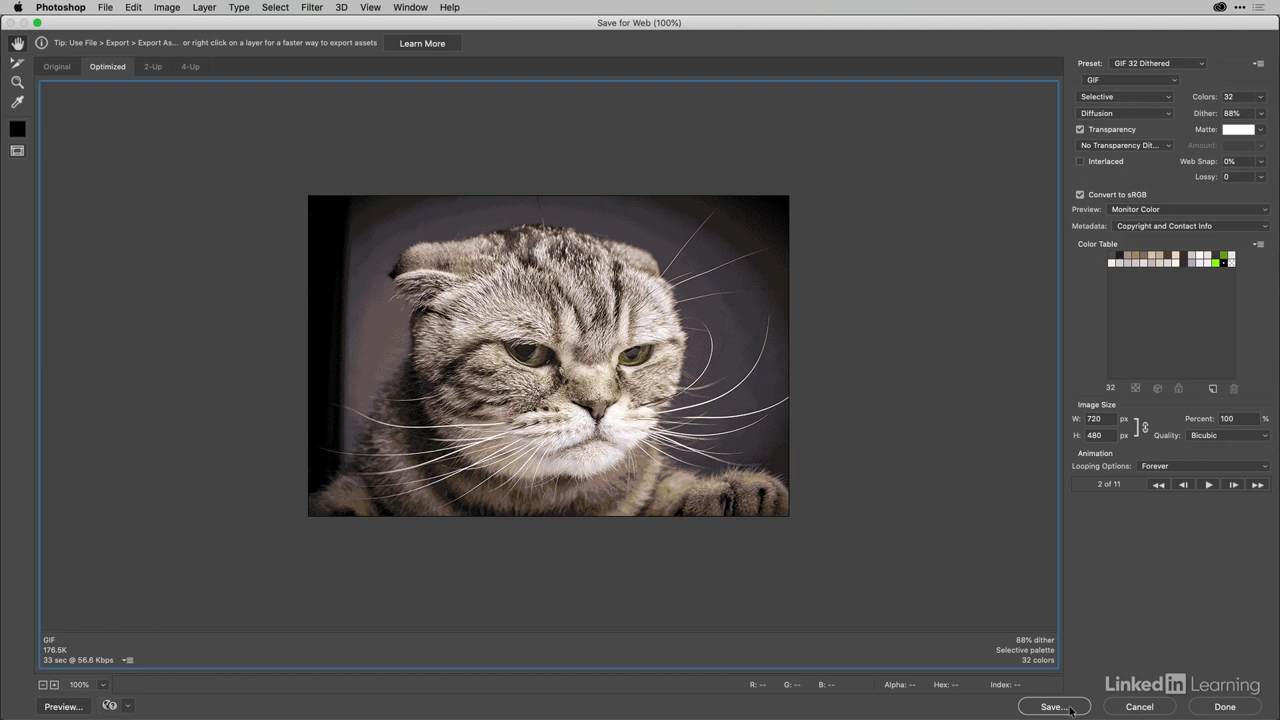 Photoshop File Edit Image Layer Type Select Filter 3D View Window Help
Save for Web (100%)
Tip: Use File > Export > Export As... or right click on a layer for a faster way to export assets Learn More
Original Optimized 2-Up 4-Up
Preset: GIF 32 Dithered
GIF
Selective Colors: 32
Diffusion Dither: 88%
Transparency Matte:
No Transparency Dit... Amount:
Interlaced Web Snap: 0%
Lossy: 0
Convert to sRGB
Preview: Monitor Color
Metadata: Copyright and Contact Info
Color Table
32
Image Size
W: 720 px Percent: 100 %
H: 480 px Quality: Bicubic
Animation
Looping Options: Forever
2 of 11
GIF
176.5K
33 sec @ 56.6 Kbps
88% dither
Selective palette
32 colors
100% R: -- G: -- B: -- Alpha: -- Hex: -- Index: --
LinkedIn Learning
Preview... Save... Cancel Done